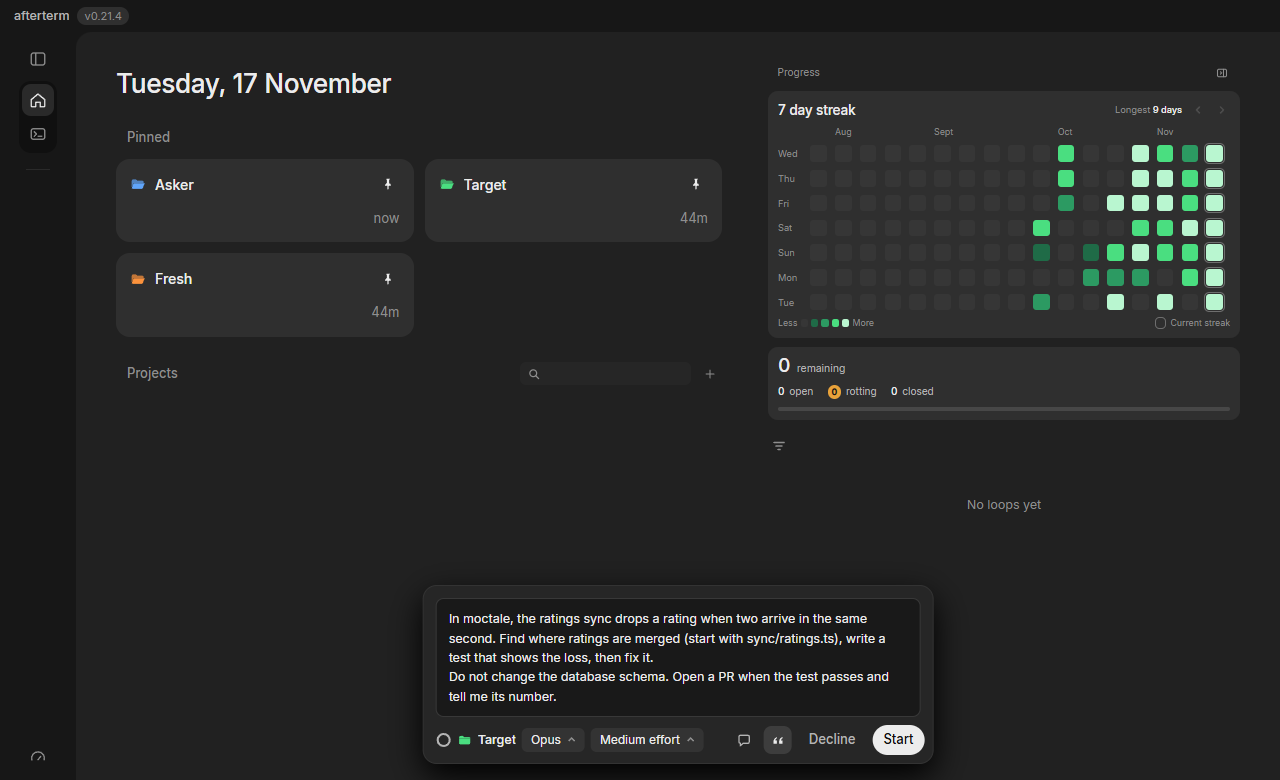 afterterm v0.21.4
Tuesday, 17 November
Pinned
Asker
now
Target
44m
Fresh
44m
Projects
Progress
7 day streak
Longest 9 days
Aug Sept Oct Nov
Wed
Thu
Fri
Sat
Sun
Mon
Tue
Less More
Current streak
0 remaining
0 open 0 rotting 0 closed
No loops yet
In moctale, the ratings sync drops a rating when two arrive in the same
second. Find where ratings are merged (start with sync/ratings.ts), write a
test that shows the loss, then fix it.
Do not change the database schema. Open a PR when the test passes and
tell me its number.
Target Opus Medium effort Decline Start